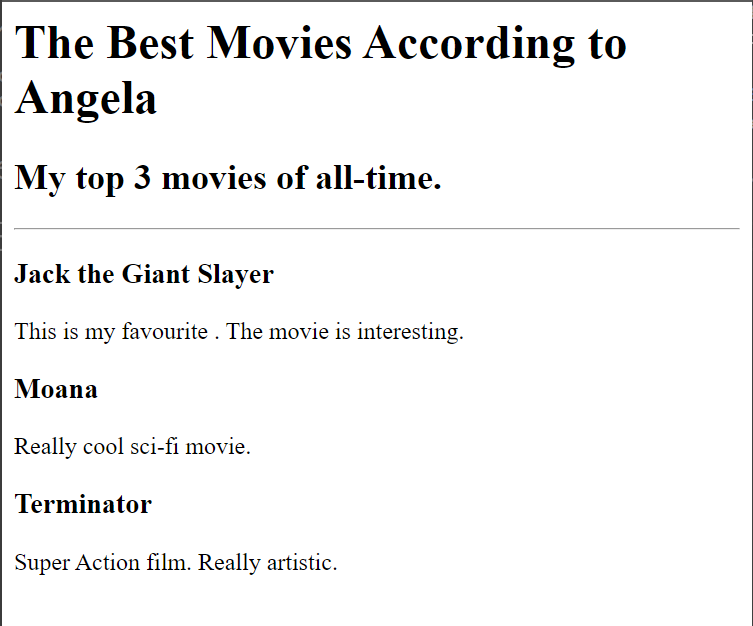 The Best Movies According to
Angela
My top 3 movies of all-time.
Jack the Giant Slayer
This is my favourite . The movie is interesting.
Moana
Really cool sci-fi movie.
Terminator
Super Action film. Really artistic.